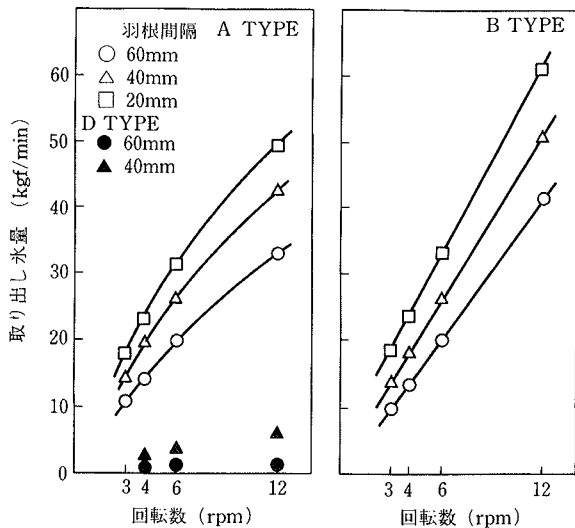 羽根間隔 A TYPE
○ 60mm
△ 40mm
□ 20mm
D TYPE
● 60mm
▲ 40mm
B TYPE
取り出し氷量 (kgf/min)
60
50
40
30
20
10
0
3 4 6 12
回転数 (rpm)
3 4 6 12
回転数 (rpm)